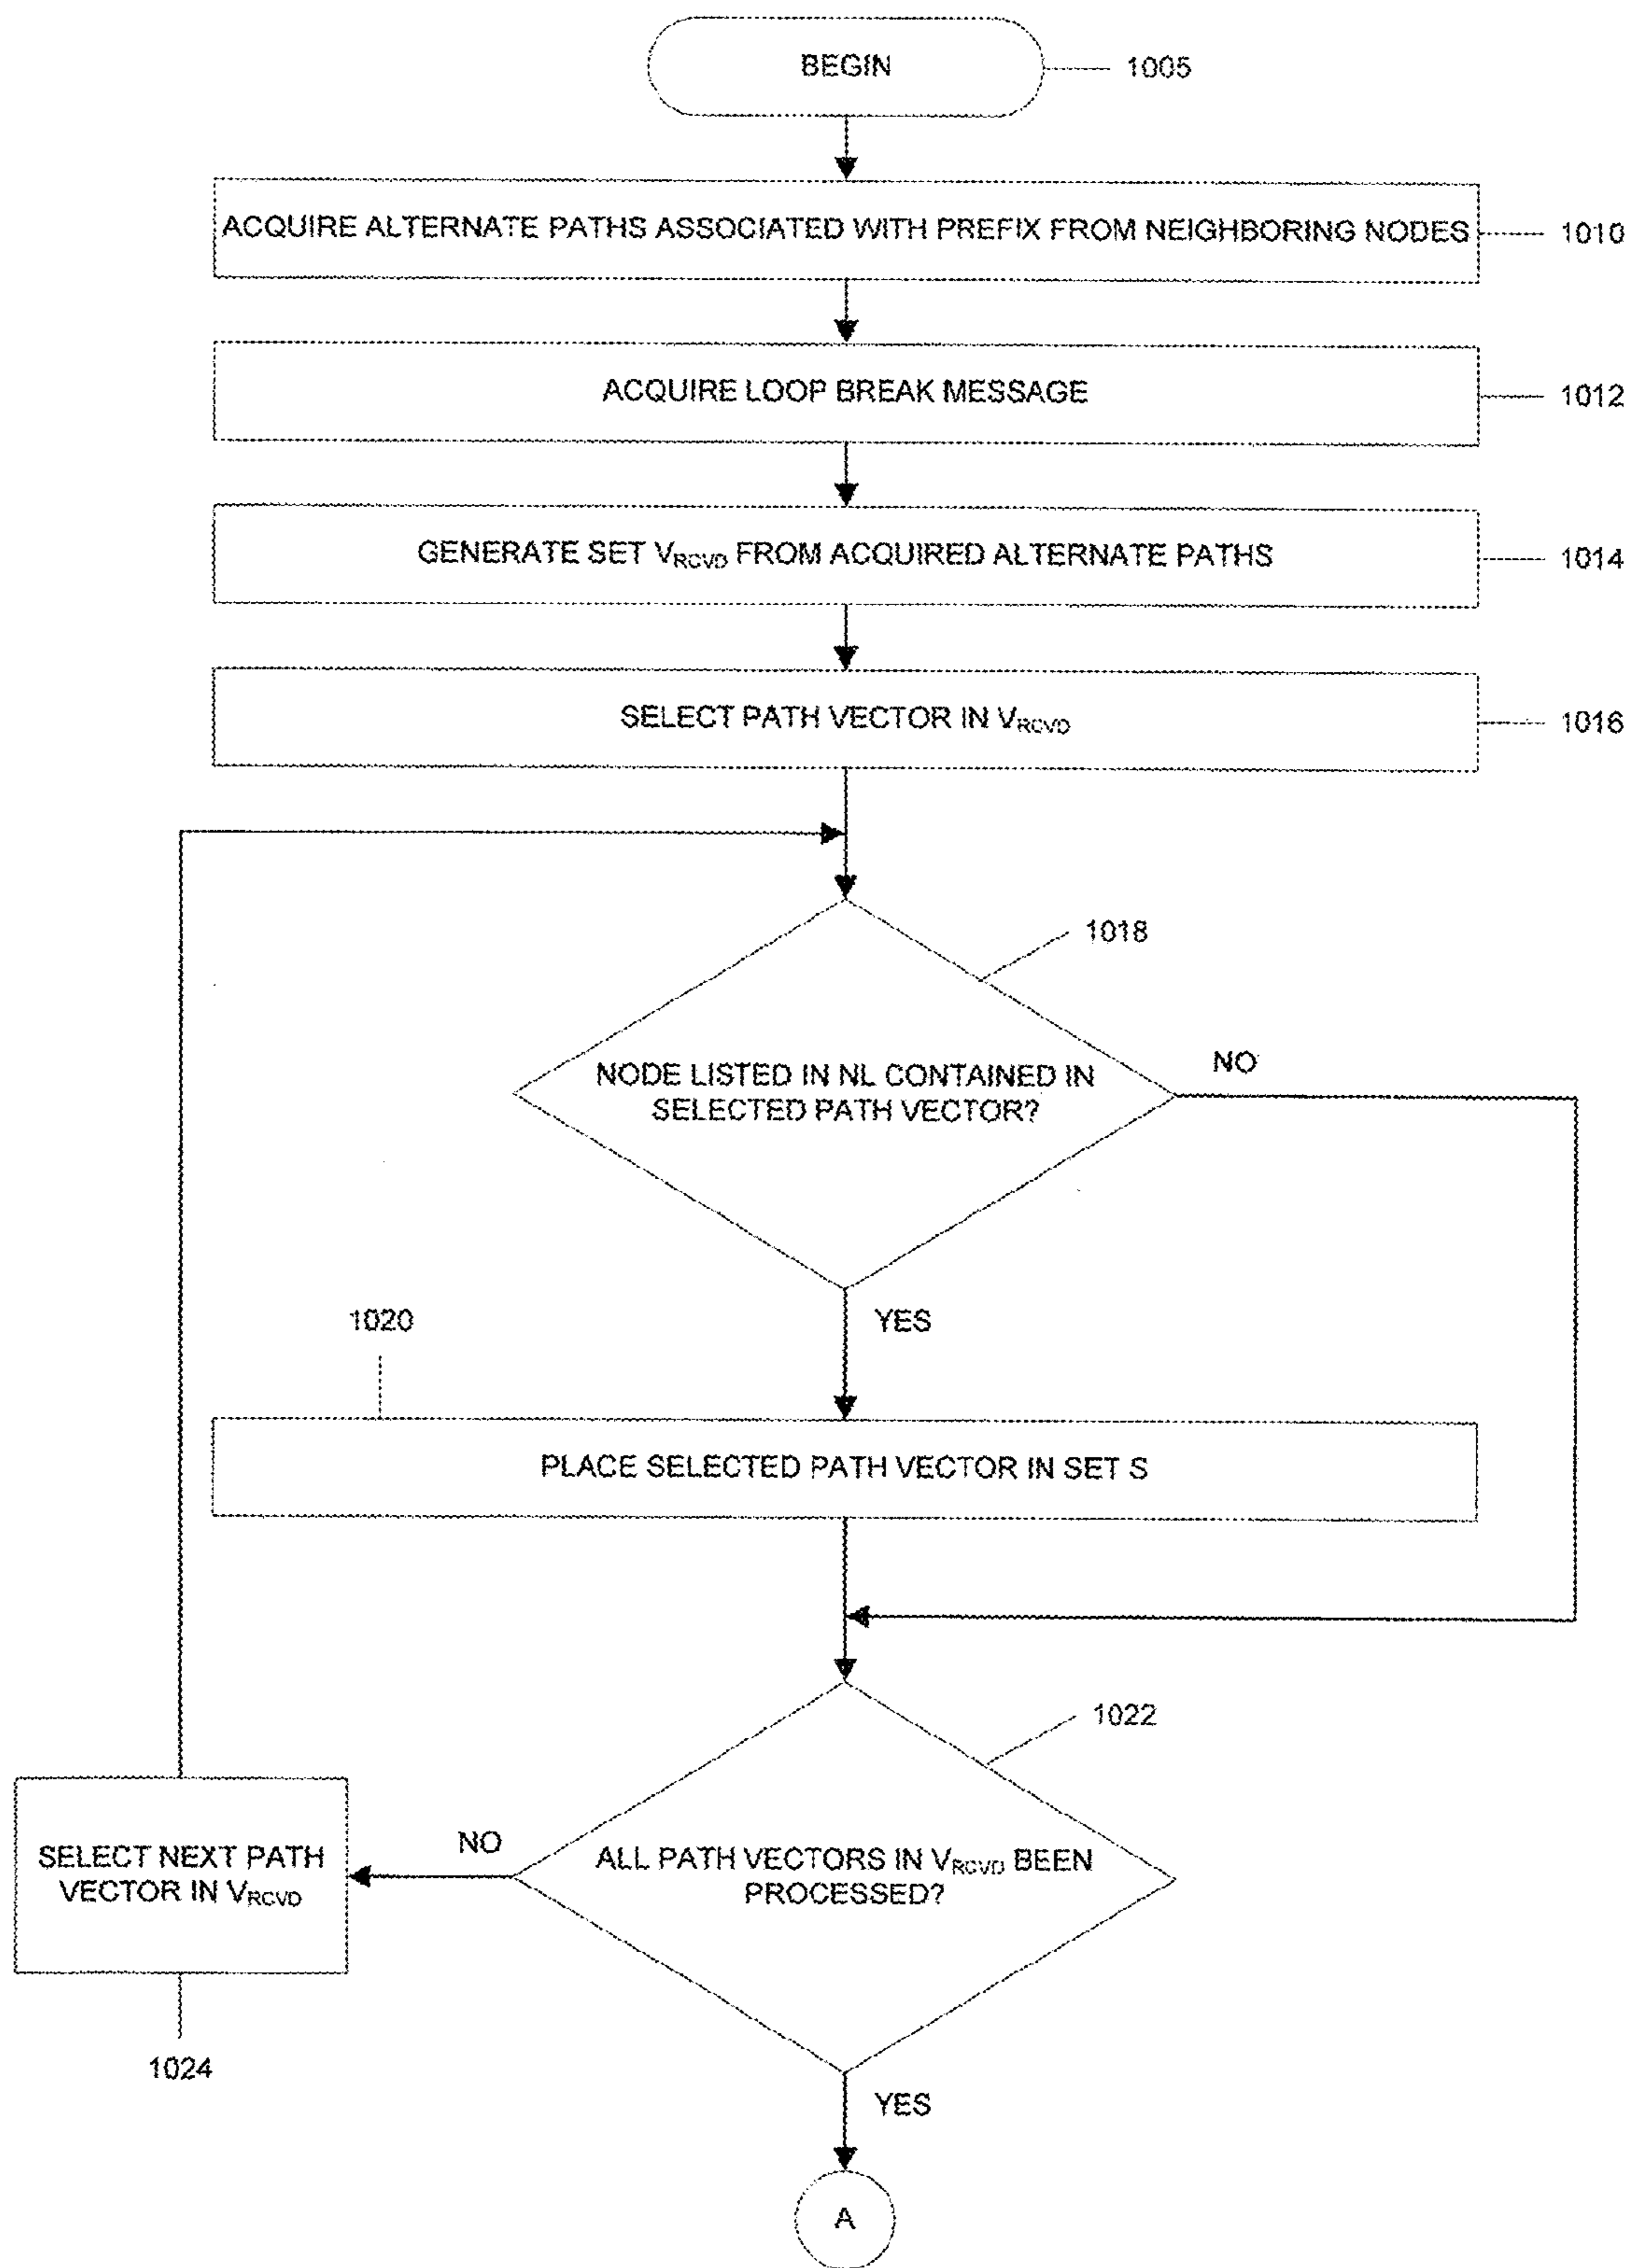 BEGIN
1005
ACQUIRE ALTERNATE PATHS ASSOCIATED WITH PREFIX FROM NEIGHBORING NODES
1010
ACQUIRE LOOP BREAK MESSAGE
1012
GENERATE SET VRCVD FROM ACQUIRED ALTERNATE PATHS
1014
SELECT PATH VECTOR IN VRCVD
1016
1018
NODE LISTED IN NL CONTAINED IN
SELECTED PATH VECTOR?
NO
YES
1020
PLACE SELECTED PATH VECTOR IN SET S
1022
ALL PATH VECTORS IN VRCVD BEEN
PROCESSED?
NO
SELECT NEXT PATH
VECTOR IN VRCVD
1024
YES
A